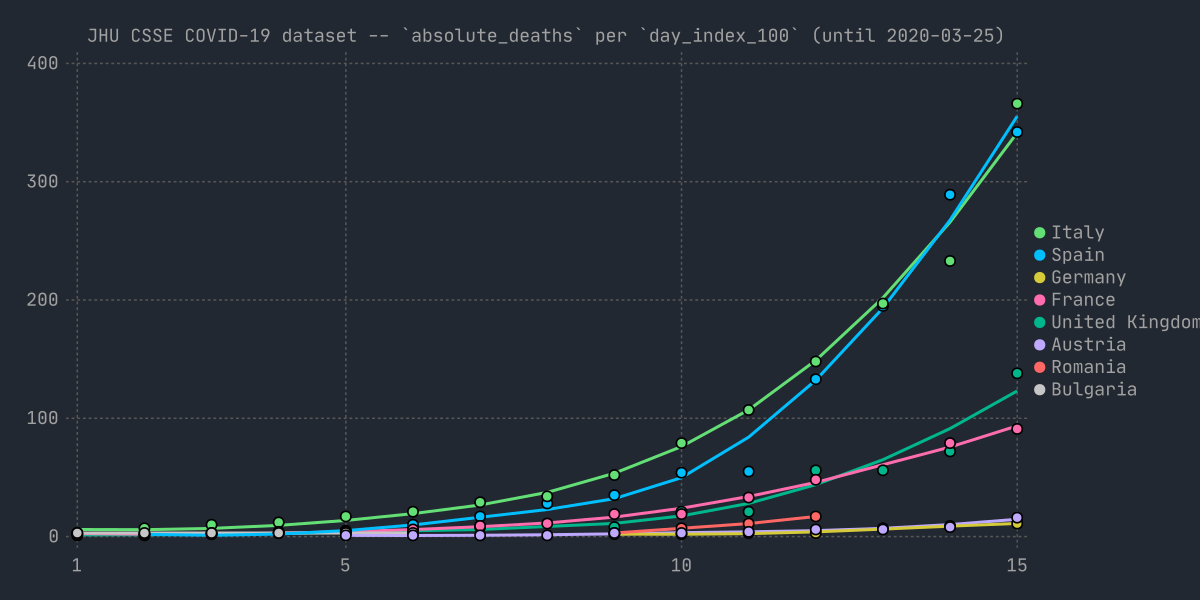 JHU CSSE COVID-19 dataset -- `absolute_deaths` per `day_index_100` (until 2020-03-25)
400
300
200
100
0
1 5 10 15
Italy
Spain
Germany
France
United Kingdom
Austria
Romania
Bulgaria